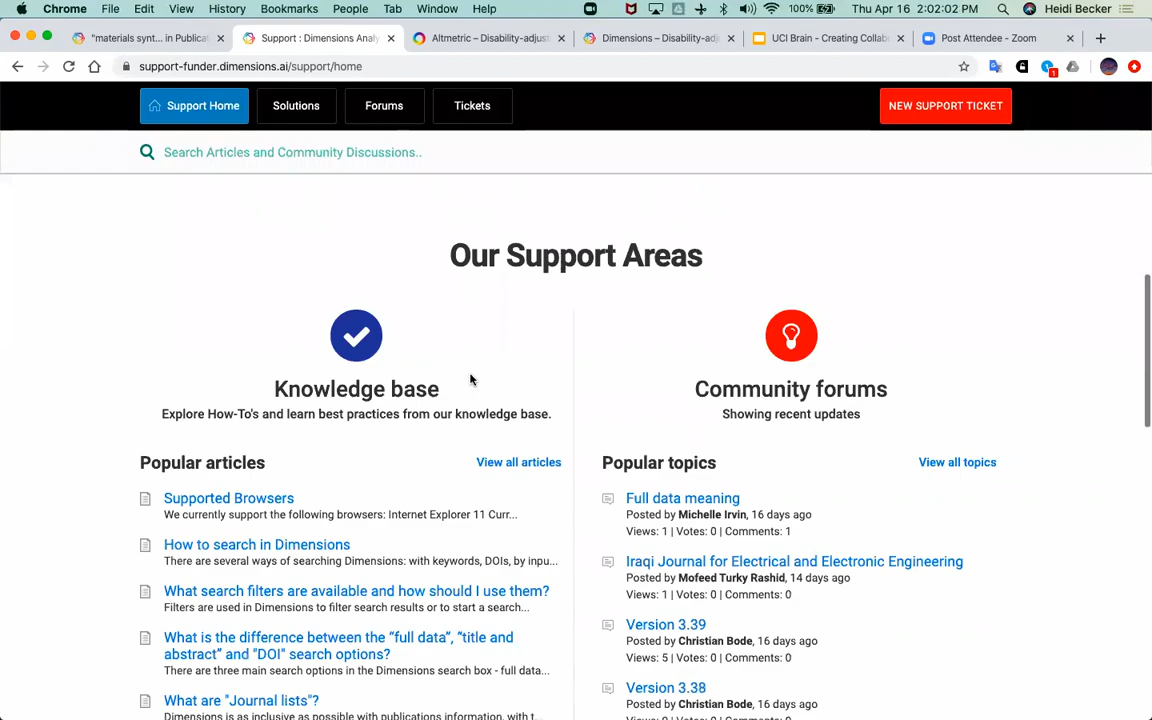 Chrome File Edit View History Bookmarks People Tab Window Help 100% Thu Apr 16 2:02:02 PM Heidi Becker
"materials synt... in Publicat Support : Dimensions Analy Altmetric – Disability-adjust Dimensions – Disability-adj UCI Brain - Creating Collab Post Attendee - Zoom
support-funder.dimensions.ai/support/home
1
Support Home Solutions Forums Tickets NEW SUPPORT TICKET
Search Articles and Community Discussions..
Our Support Areas
Knowledge base
Explore How-To's and learn best practices from our knowledge base.
Popular articles View all articles
Supported Browsers
We currently support the following browsers: Internet Explorer 11 Curr...
How to search in Dimensions
There are several ways of searching Dimensions: with keywords, DOIs, by inpu...
What search filters are available and how should I use them?
Filters are used in Dimensions to filter search results or to start a search...
What is the difference between the “full data”, “title and
abstract” and "DOI" search options?
There are three main search options in the Dimensions search box - full data...
What are "Journal lists"?
Dimensions is as inclusive as possible with publications information, with t...
Community forums
Showing recent updates
Popular topics View all topics
Full data meaning
Posted by Michelle Irvin, 16 days ago
Views: 1 | Votes: 0 | Comments: 1
Iraqi Journal for Electrical and Electronic Engineering
Posted by Mofeed Turky Rashid, 14 days ago
Views: 1 | Votes: 0 | Comments: 0
Version 3.39
Posted by Christian Bode, 16 days ago
Views: 5 | Votes: 0 | Comments: 0
Version 3.38
Posted by Christian Bode, 16 days ago